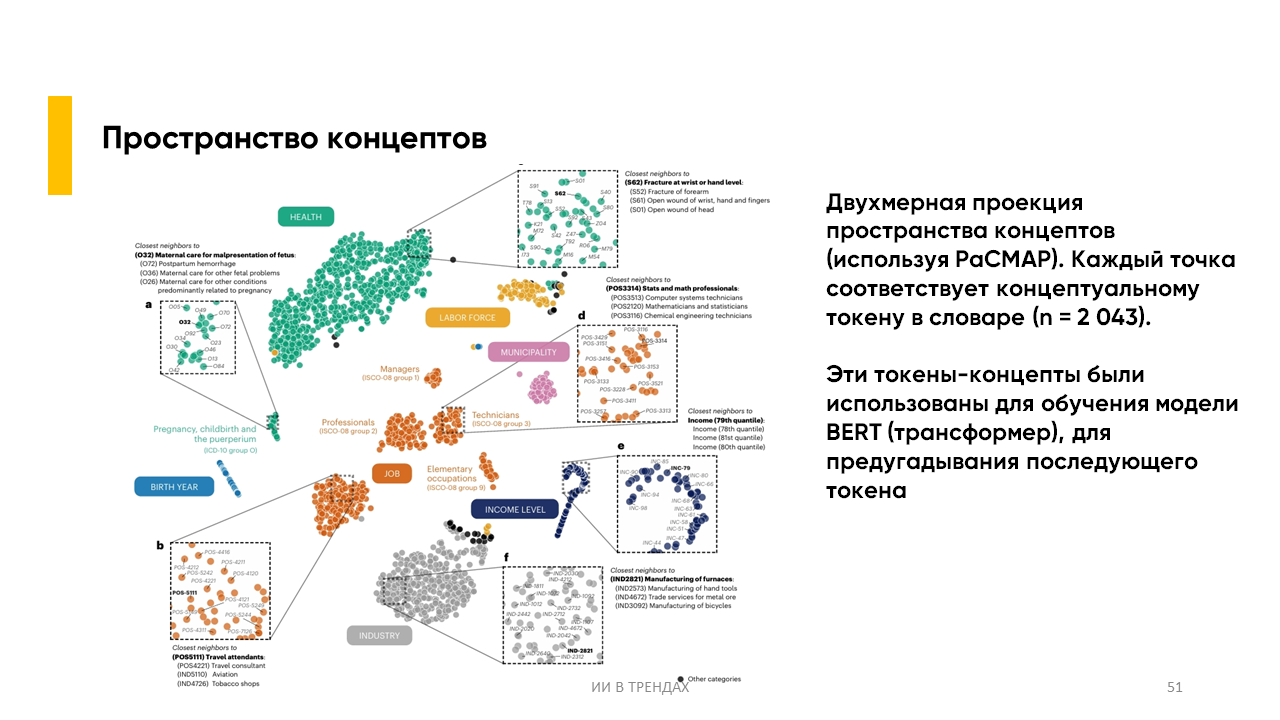 Пространство концептов
Closest neighbors to
(S62) Fracture at wrist or hand level:
(S52) Fracture of forearm
(S61) Open wound of wrist, hand and fingers
(S01) Open wound of head
S01
S91
S62
S40
T78
S13
S52
S80
K21
S92
Z04
M72
S42
Z47
T92
R06
S90
M79
I73
M16
M54
HEALTH
Closest neighbors to
(O32) Maternal care for malpresentation of fetus:
(O72) Postpartum hemorrhage
(O36) Maternal care for other fetal problems
(O26) Maternal care for other conditions
predominantly related to pregnancy
a
O05
O49
O70
O32
O72
O92
O34
O23
O30
O46
O13
O42
O84
LABOR FORCE
Closest neighbors to
(POS3314) Stats and math professionals:
(POS3513) Computer systems technicians
(POS2120) Mathematicians and statisticians
(POS3116) Chemical engineering technicians
d
POS-3116
POS-3429
POS-3314
POS-3151
POS-3416
POS-3153
POS-3133
POS-3521
POS-3228
POS-3411
POS-3257
POS-3313
MUNICIPALITY
Managers
(ISCO-08 group 1)
Professionals
(ISCO-08 group 2)
Technicians
(ISCO-08 group 3)
Pregnancy, childbirth and
the puerperium
(ICD-10 group O)
Closest neighbors to
Income (79th quantile):
Income (78th quantile)
Income (81st quantile)
Income (80th quantile)
e
INC-85
INC-79
INC-90
INC-80
INC-66
INC-94
INC-98
INC-61
INC-58
INC-51
INC-47
INC-44
BIRTH YEAR
JOB
Elementary
occupations
(ISCO-08 group 9)
INCOME LEVEL
b
POS-4416
POS-4212
POS-4211
POS-5242
POS-4120
POS-4221
POS-5111
POS-4121
POS-5249
POS-5244
POS-4311
POS-7126
Closest neighbors to
(POS5111) Travel attendants:
(POS4221) Travel consultant
(IND5110) Aviation
(IND4726) Tobacco shops
INDUSTRY
f
IND-2030
IND-4212
IND-1811
IND-1092
IND-1012
IND-2732
IND-2442
IND-2712
IND-2020
IND-4672
IND-2042
IND-2821
IND-2640
IND-2312
Closest neighbors to
(IND2821) Manufacturing of furnaces:
(IND2573) Manufacturing of hand tools
(IND4672) Trade services for metal ore
(IND3092) Manufacturing of bicycles
Other categories
Двухмерная проекция
пространства концептов
(используя PaCMAP). Каждый точка
соответствует концептуальному
токену в словаре (n = 2 043).
Эти токены-концепты были
использованы для обучения модели
BERT (трансформер), для
предугадывания последующего
токена
ИИ В ТРЕНДАХ
51